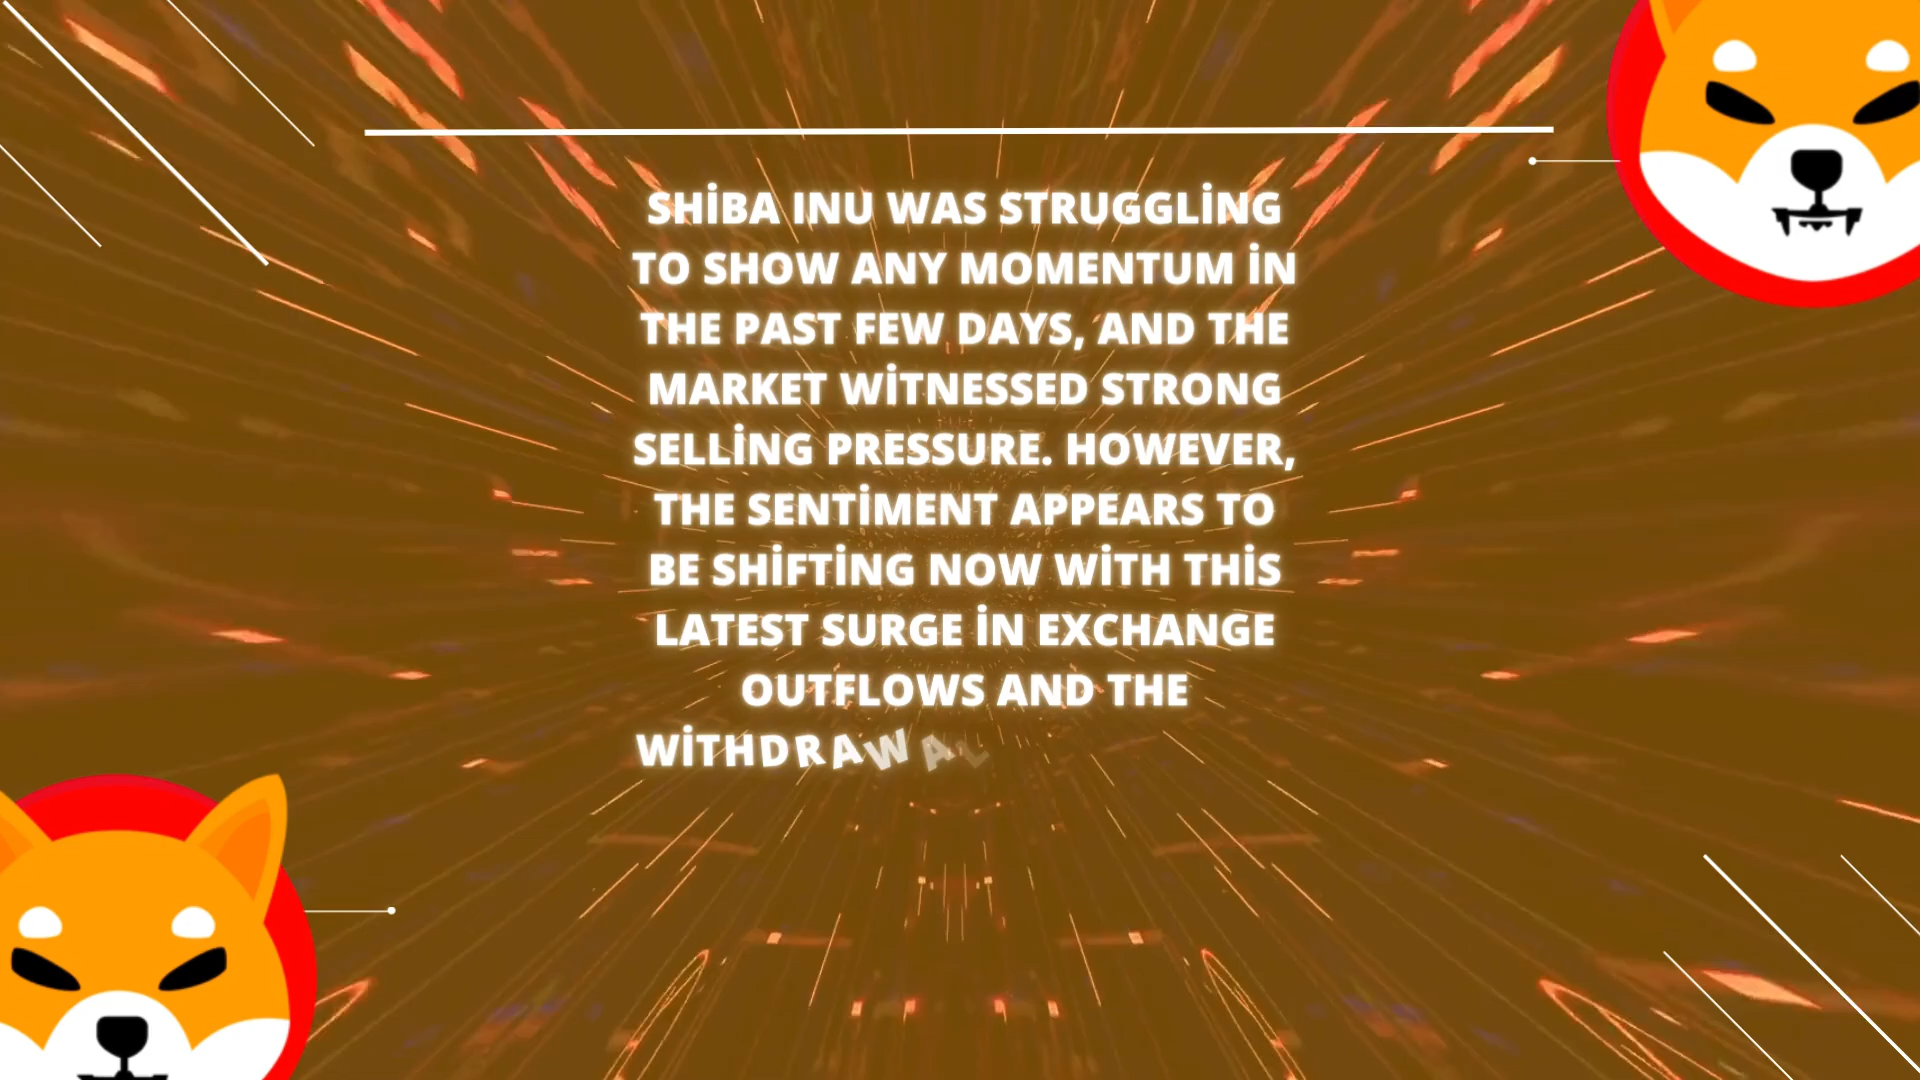 SHİBA INU WAS STRUGGLİNG
TO SHOW ANY MOMENTUM İN
THE PAST FEW DAYS, AND THE
MARKET WİTNESSED STRONG
SELLİNG PRESSURE. HOWEVER,
THE SENTİMENT APPEARS TO
BE SHİFTİNG NOW WİTH THİS
LATEST SURGE İN EXCHANGE
OUTFLOWS AND THE
WİTHDRAWAL